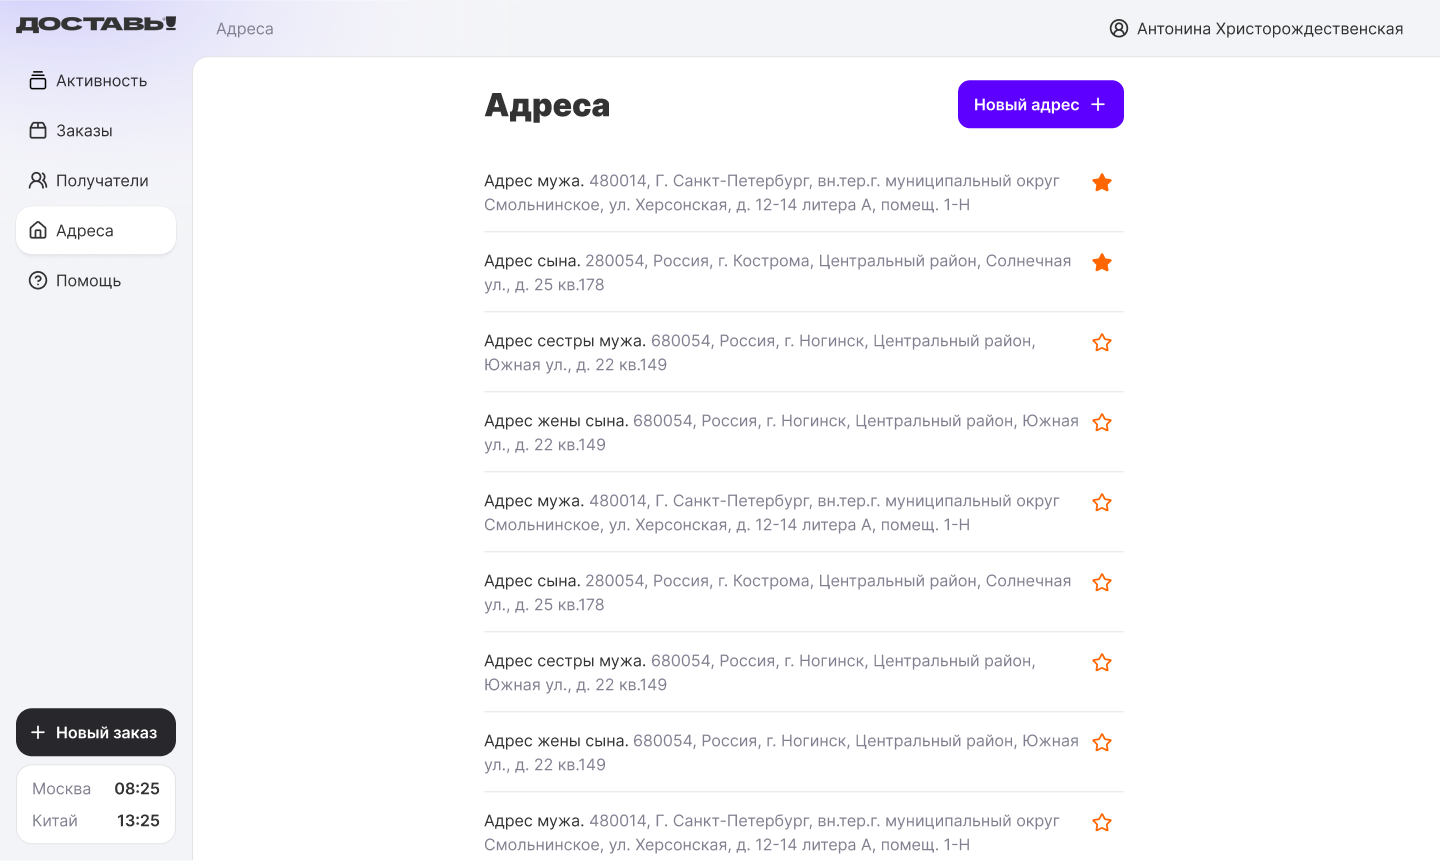 ДОСТАВЬ!
Адреса
Антонина Христорождественская
Активность
Заказы
Получатели
Адреса
Помощь
Новый заказ
Москва 08:25
Китай 13:25
Адреса
Новый адрес
Адрес мужа. 480014, Г. Санкт-Петербург, вн.тер.г. муниципальный округ
Смольнинское, ул. Херсонская, д. 12-14 литера А, помещ. 1-Н
Адрес сына. 280054, Россия, г. Кострома, Центральный район, Солнечная
ул., д. 25 кв.178
Адрес сестры мужа. 680054, Россия, г. Ногинск, Центральный район,
Южная ул., д. 22 кв.149
Адрес жены сына. 680054, Россия, г. Ногинск, Центральный район, Южная
ул., д. 22 кв.149
Адрес мужа. 480014, Г. Санкт-Петербург, вн.тер.г. муниципальный округ
Смольнинское, ул. Херсонская, д. 12-14 литера А, помещ. 1-Н
Адрес сына. 280054, Россия, г. Кострома, Центральный район, Солнечная
ул., д. 25 кв.178
Адрес сестры мужа. 680054, Россия, г. Ногинск, Центральный район,
Южная ул., д. 22 кв.149
Адрес жены сына. 680054, Россия, г. Ногинск, Центральный район, Южная
ул., д. 22 кв.149
Адрес мужа. 480014, Г. Санкт-Петербург, вн.тер.г. муниципальный округ
Смольнинское, ул. Херсонская, д. 12-14 литера А, помещ. 1-Н